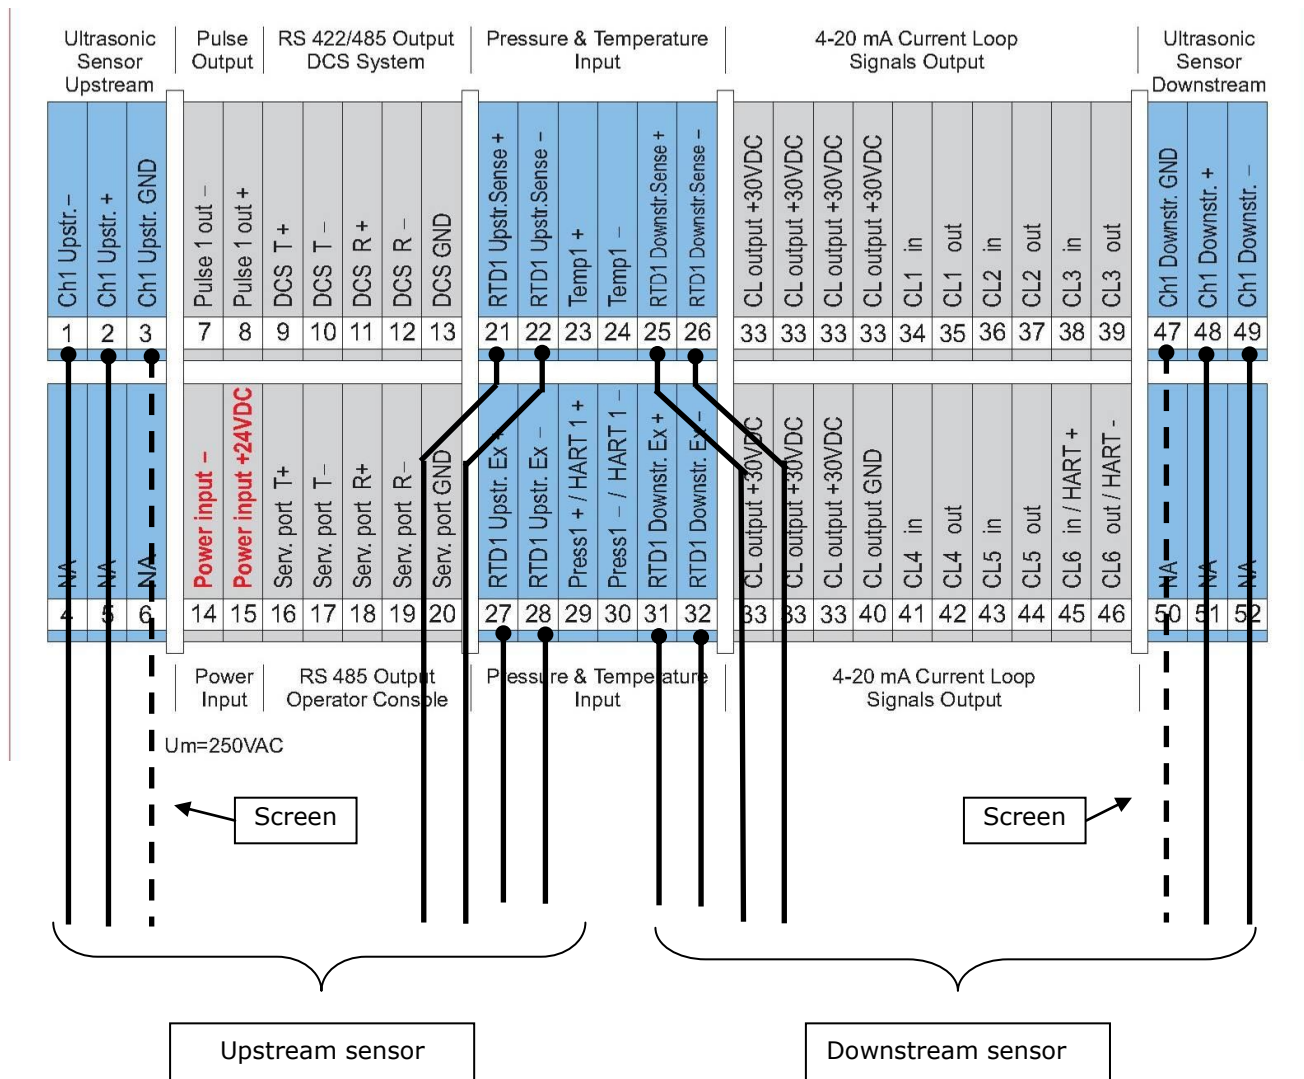 Ultrasonic
Sensor
Upstream
Pulse
Output
RS 422/485 Output
DCS System
Pressure & Temperature
Input
4-20 mA Current Loop
Signals Output
Ultrasonic
Sensor
Downstream
Ch1 Upstr. –
Ch1 Upstr. +
Ch1 Upstr. GND
Pulse 1 out –
Pulse 1 out +
DCS T +
DCS T –
DCS R +
DCS R –
DCS GND
RTD1 Upstr.Sense +
RTD1 Upstr.Sense –
Temp1 +
Temp1 –
RTD1 Downstr.Sense +
RTD1 Downstr.Sense –
CL output +30VDC
CL output +30VDC
CL output +30VDC
CL output +30VDC
CL1 in
CL1 out
CL2 in
CL2 out
CL3 in
CL3 out
Ch1 Downstr. GND
Ch1 Downstr. +
Ch1 Downstr. –
1 2 3 7 8 9 10 11 12 13 21 22 23 24 25 26 33 33 33 33 34 35 36 37 38 39 47 48 49
NA
NA
NA
Power input –
Power input +24VDC
Serv. port T+
Serv. port T–
Serv. port R+
Serv. port R–
Serv. port GND
RTD1 Upstr. Ex +
RTD1 Upstr. Ex –
Press1 + / HART 1 +
Press1 – / HART 1 –
RTD1 Downstr. Ex +
RTD1 Downstr. Ex –
CL output +30VDC
CL output +30VDC
CL output +30VDC
CL output GND
CL4 in
CL4 out
CL5 in
CL5 out
CL6 in / HART +
CL6 out / HART -
NA
NA
NA
4 5 6 14 15 16 17 18 19 20 27 28 29 30 31 32 33 33 33 40 41 42 43 44 45 46 50 51 52
Power
Input
RS 485 Output
Operator Console
Pressure & Temperature
Input
4-20 mA Current Loop
Signals Output
Um=250VAC
Screen
Screen
Upstream sensor
Downstream sensor